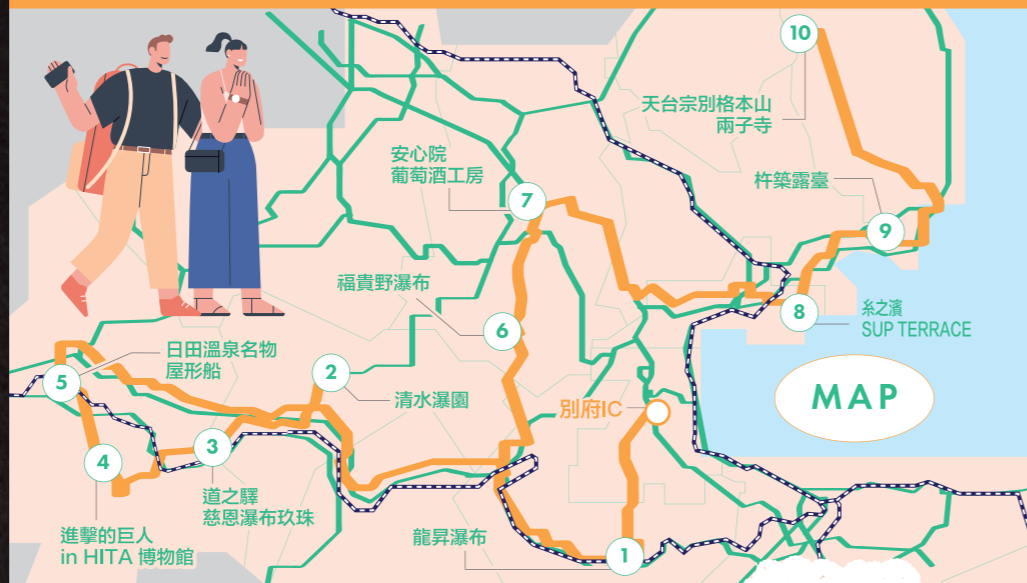 10
天台宗別格本山
兩子寺
安心院
葡萄酒工房
7
杵築露臺
9
福貴野瀑布
6
8
糸之濱
SUP TERRACE
日田溫泉名物
屋形船
5
2
清水瀑園
別府IC
MAP
4
3
道之驛
慈恩瀑布玖珠
進擊的巨人
in HITA 博物館
龍昇瀑布
1